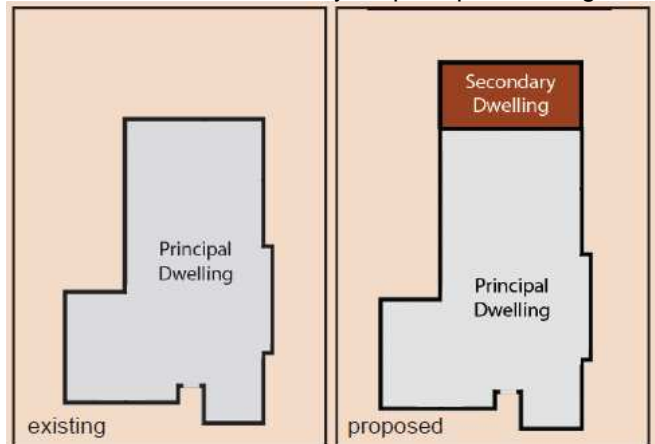 Principal
Dwelling
existing
Secondary
Dwelling
Principal
Dwelling
proposed